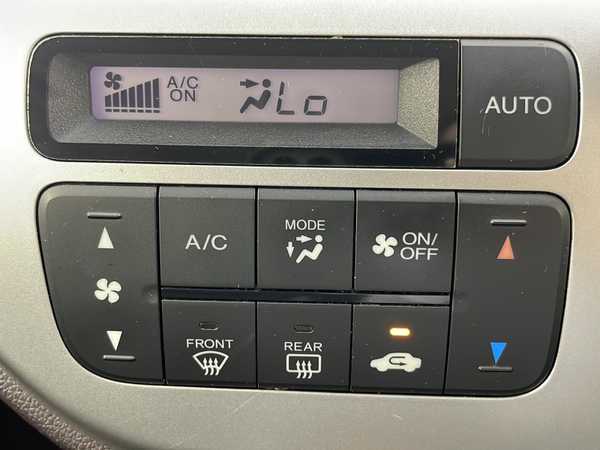 A/C
ON
Lo
AUTO
A/C
MODE
ON/
OFF
FRONT
REAR